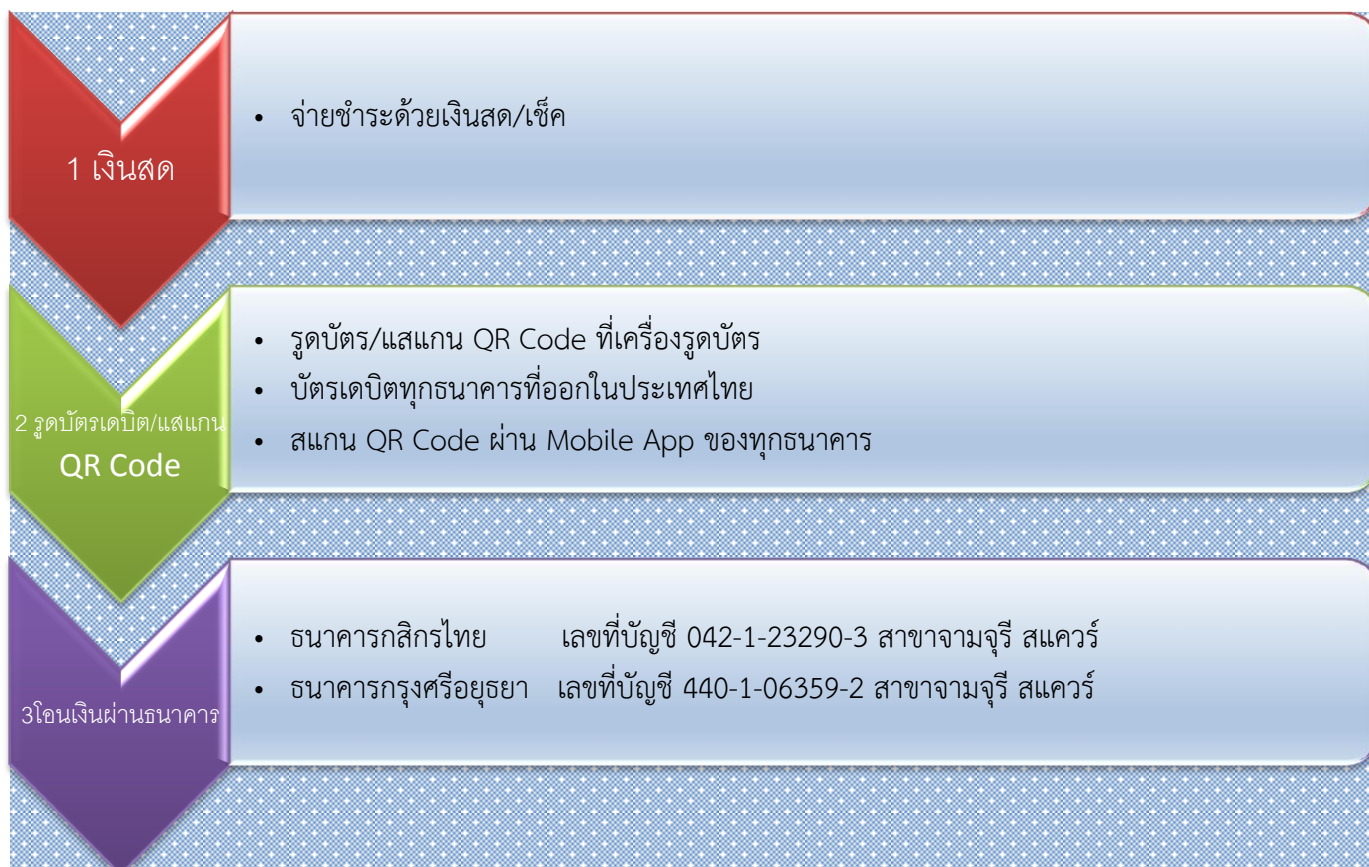 1 เงินสด
• จ่ายชำระด้วยเงินสด/เช็ค
2 รูดบัตรเดบิต/แสแกน
QR Code
• รูดบัตร/แสแกน QR Code ที่เครื่องรูดบัตร
• บัตรเดบิตทุกธนาคารที่ออกในประเทศไทย
• สแกน QR Code ผ่าน Mobile App ของทุกธนาคาร
3โอนเงินผ่านธนาคาร
• ธนาคารกสิกรไทย เลขที่บัญชี 042-1-23290-3 สาขาจามจุรี สแควร์
• ธนาคารกรุงศรีอยุธยา เลขที่บัญชี 440-1-06359-2 สาขาจามจุรี สแควร์